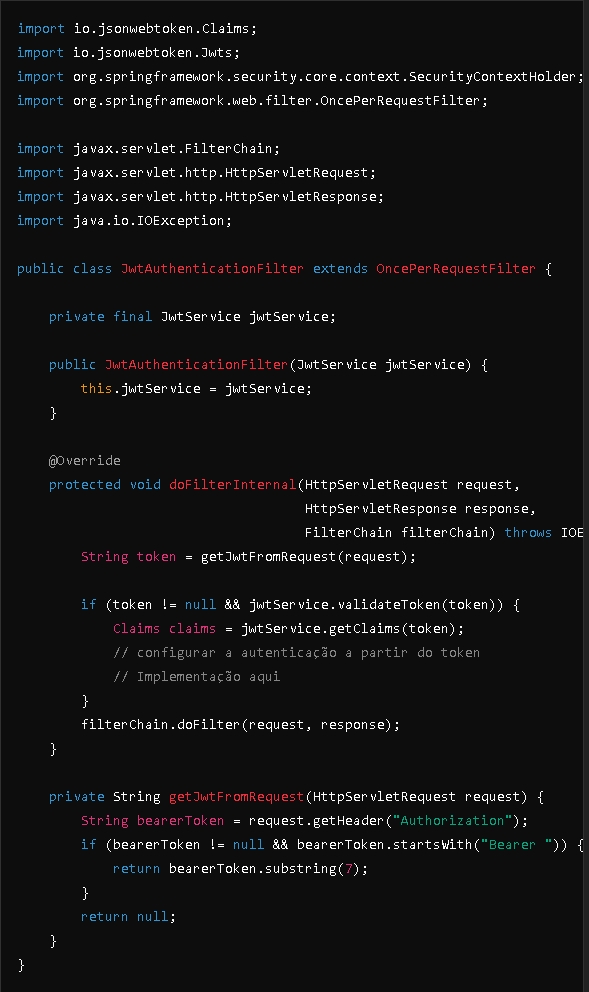 import io.jsonwebtoken.Claims;
import io.jsonwebtoken.Jwts;
import org.springframework.security.core.context.SecurityContextHolder;
import org.springframework.web.filter.OncePerRequestFilter;

import javax.servlet.FilterChain;
import javax.servlet.http.HttpServletRequest;
import javax.servlet.http.HttpServletResponse;
import java.io.IOException;

public class JwtAuthenticationFilter extends OncePerRequestFilter {

    private final JwtService jwtService;

    public JwtAuthenticationFilter(JwtService jwtService) {
        this.jwtService = jwtService;
    }

    @Override
    protected void doFilterInternal(HttpServletRequest request,
                                    HttpServletResponse response,
                                    FilterChain filterChain) throws IOE
        String token = getJwtFromRequest(request);

        if (token != null && jwtService.validateToken(token)) {
            Claims claims = jwtService.getClaims(token);
            // configurar a autenticação a partir do token
            // Implementação aqui
        }
        filterChain.doFilter(request, response);
    }

    private String getJwtFromRequest(HttpServletRequest request) {
        String bearerToken = request.getHeader("Authorization");
        if (bearerToken != null && bearerToken.startsWith("Bearer ")) {
            return bearerToken.substring(7);
        }
        return null;
    }
}